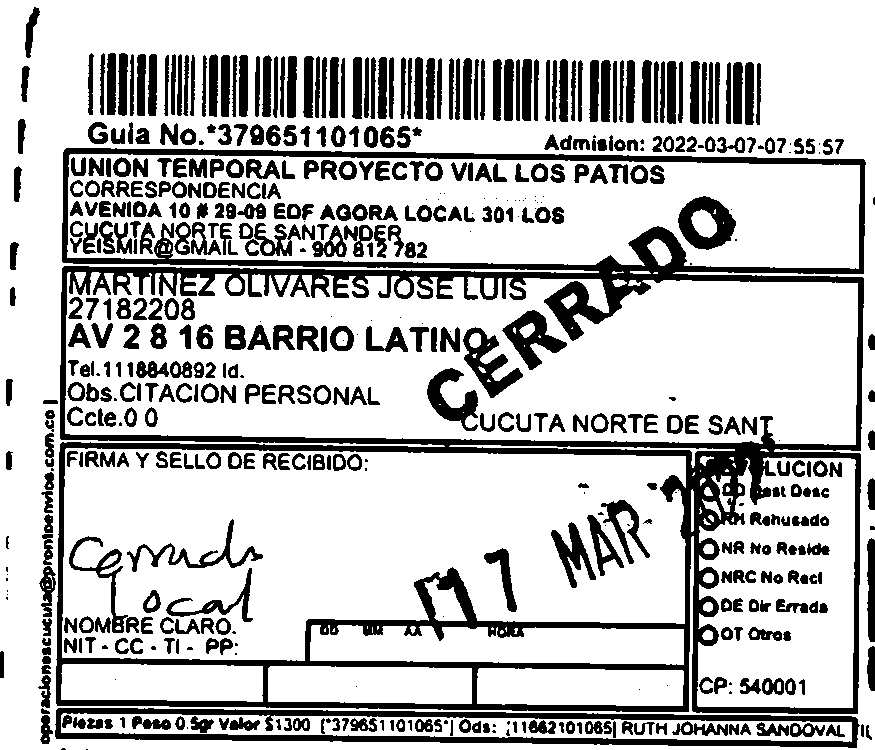 Guia No.*379651101065*
Admision: 2022-03-07-07:55:57
UNION TEMPORAL PROYECTO VIAL LOS PATIOS
CORRESPONDENCIA
AVENIDA 10 # 29-09 EDF AGORA LOCAL 301 LOS
CUCUTA NORTE DE SANTANDER
YEISMIR@GMAIL COM - 900 812 782
CERRADO
MARTINEZ OLIVARES JOSE LUIS
27182208
AV 2 8 16 BARRIO LATINO
Tel.1118840892 Id.
Obs.CITACION PERSONAL
Ccte.0 0
CUCUTA NORTE DE SANT
FIRMA Y SELLO DE RECIBIDO:
Cerrado
Local
17 MAR
NOMBRE CLARO.
NIT - CC - TI - PP:
DD MM AA HORA
Desc
RH Rehusado
NR No Reside
NRC No Recl
DE Dir Errada
OT Otros
CP: 540001
operacionescucuta@prontoenvios.com.co
Piezas 1 Peso 0.5gr Valor $1300 [*379651101065*] Ods: [11662101065] RUTH JOHANNA SANDOVAL